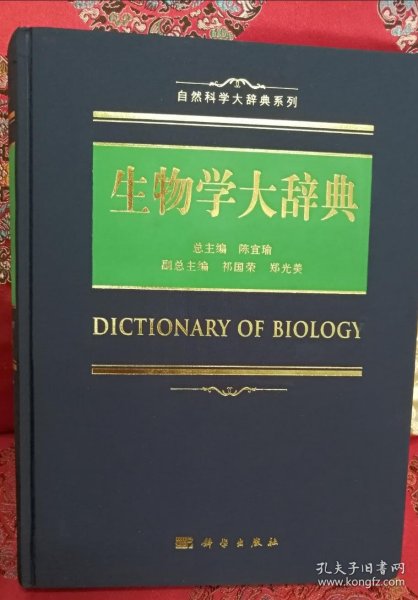 自然科学大辞典系列
生物学大辞典
总主编 陈宜瑜
副总主编 祁国荣 郑光美
DICTIONARY OF BIOLOGY
科学出版社
孔夫子旧书网
www.kongfz.com